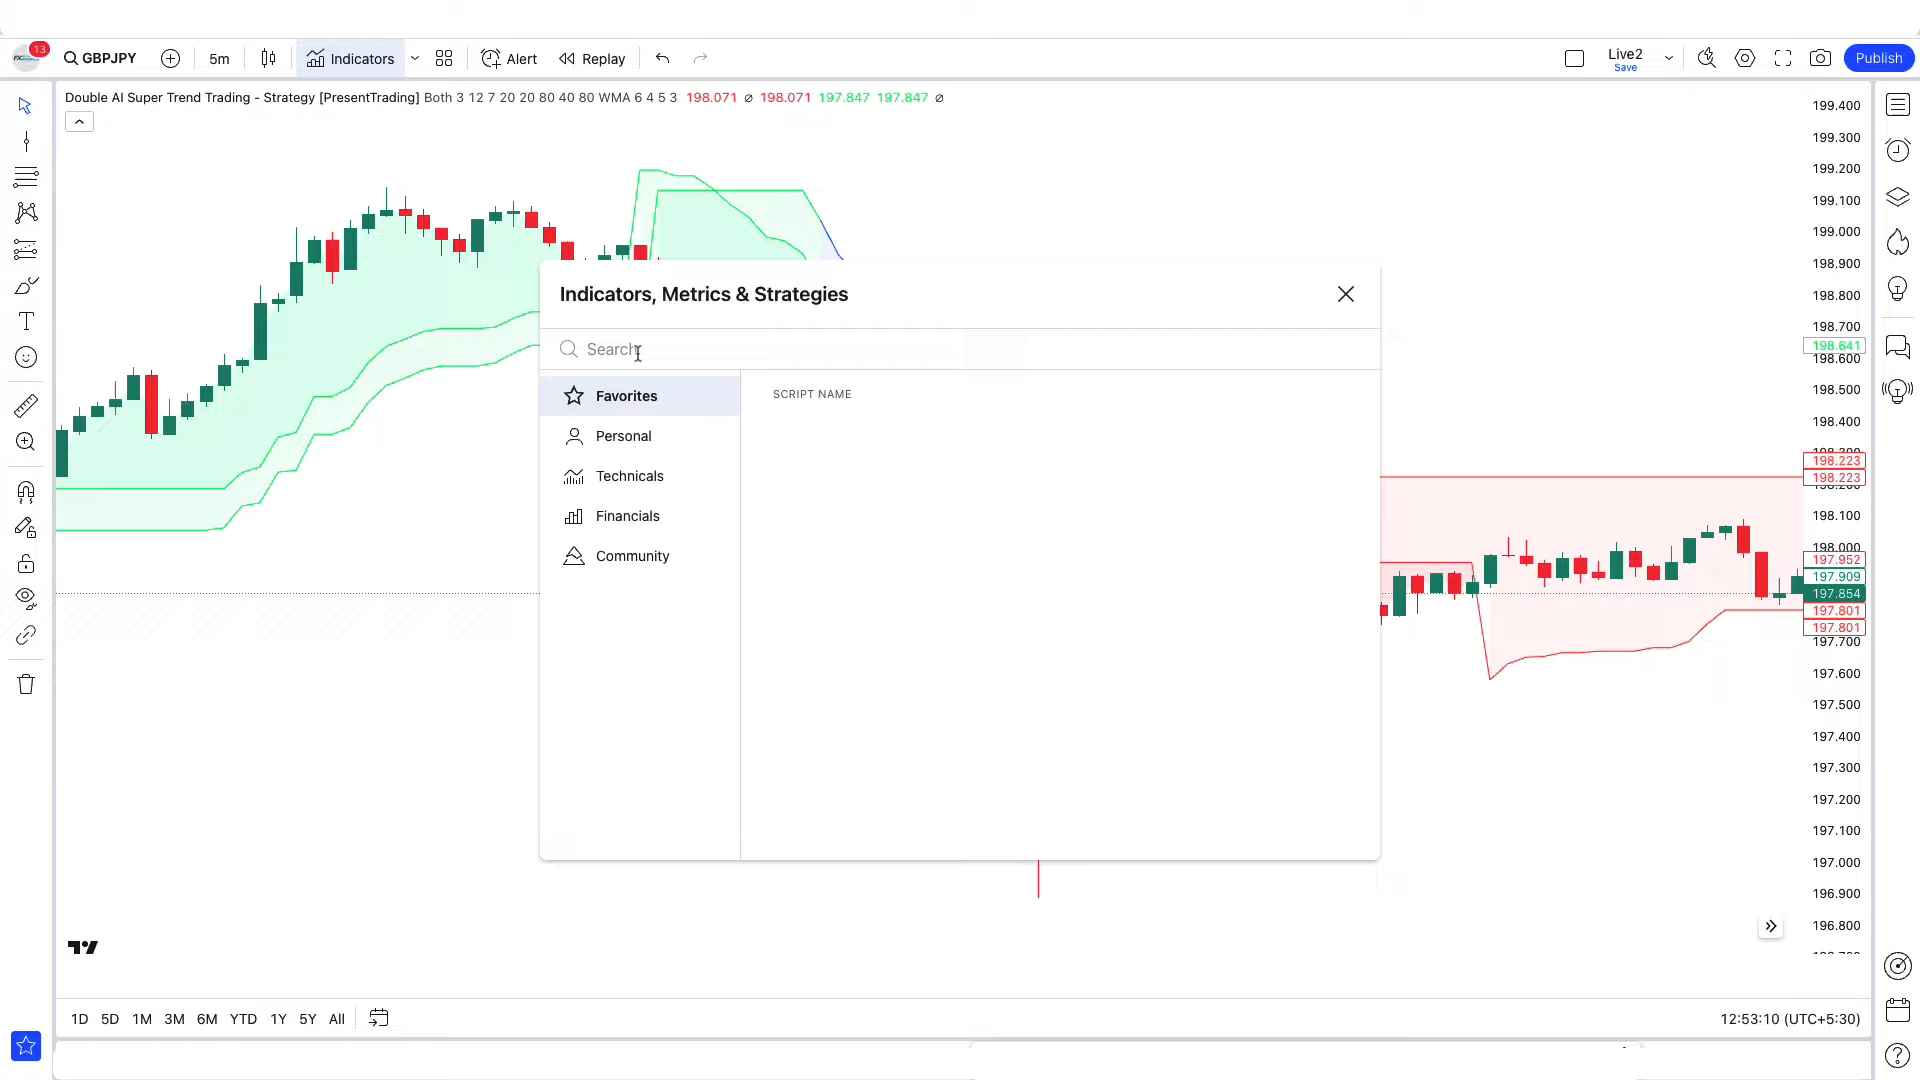 13
GBPJPY
5m
Indicators
Alert
Replay
Live2
Save
Publish
Double AI Super Trend Trading - Strategy [PresentTrading] Both 3 12 7 20 20 80 40 80 WMA 6 4 5 3 198.071 ∅ 198.071 197.847 197.847 ∅
Indicators, Metrics & Strategies
Search
Favorites
Personal
Technicals
Financials
Community
SCRIPT NAME
199.400
199.300
199.200
199.100
199.000
198.900
198.800
198.700
198.641
198.600
198.500
198.400
198.223
198.223
198.100
198.000
197.952
197.909
197.854
197.801
197.801
197.700
197.600
197.500
197.400
197.300
197.200
197.100
197.000
196.900
196.800
1D 5D 1M 3M 6M YTD 1Y 5Y All
12:53:10 (UTC+5:30)